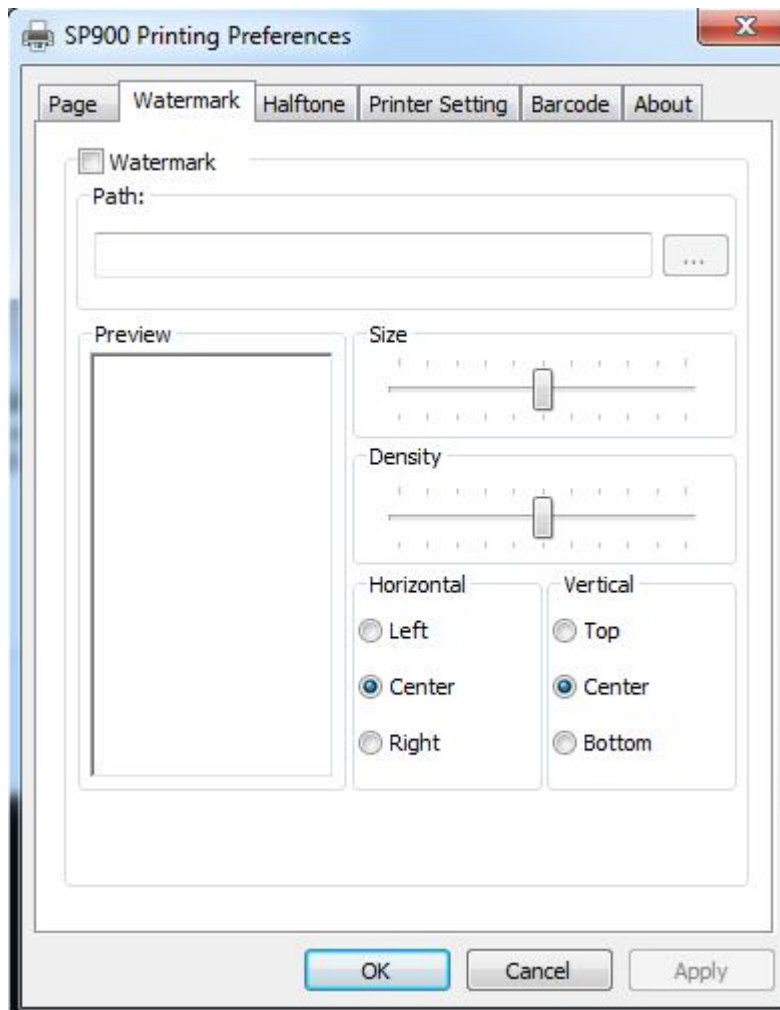 SP900 Printing Preferences
Page Watermark Halftone Printer Setting Barcode About
Watermark
Path:
...
Preview
Size
Density
Horizontal Vertical
Left Top
Center Center
Right Bottom
OK Cancel Apply